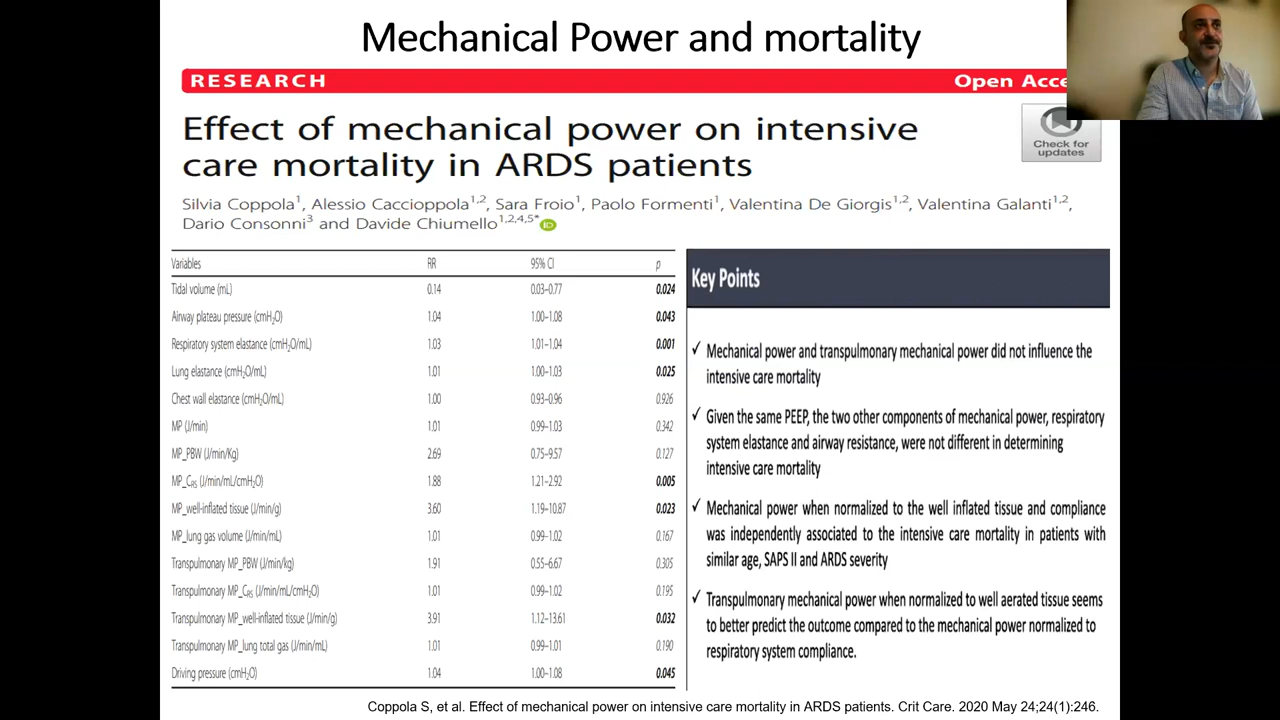 Mechanical Power and mortality
RESEARCH Open Acce
Effect of mechanical power on intensive
care mortality in ARDS patients
Check for
updates
Silvia Coppola1, Alessio Caccioppola1,2, Sara Froio1, Paolo Formenti1, Valentina De Giorgis1,2, Valentina Galanti1,2,
Dario Consonni3 and Davide Chiumello1,2,4,5* iD
Variables RR 95% CI p
Tidal volume (mL) 0.14 0.03–0.77 0.024
Airway plateau pressure (cmH2O) 1.04 1.00–1.08 0.043
Respiratory system elastance (cmH2O/mL) 1.03 1.01–1.04 0.001
Lung elastance (cmH2O/mL) 1.01 1.00–1.03 0.025
Chest wall elastance (cmH2O/mL) 1.00 0.93–0.96 0.926
MP (J/min) 1.01 0.99–1.03 0.342
MP_PBW (J/min/Kg) 2.69 0.75–9.57 0.127
MP_CRS (J/min/mL/cmH2O) 1.88 1.21–2.92 0.005
MP_well-inflated tissue (J/min/g) 3.60 1.19–10.87 0.023
MP_lung gas volume (J/min/mL) 1.01 0.99–1.02 0.167
Transpulmonary MP_PBW (J/min/kg) 1.91 0.55–6.67 0.305
Transpulmonary MP_CRS (J/min/mL/cmH2O) 1.01 0.99–1.02 0.195
Transpulmonary MP_well-inflated tissue (J/min/g) 3.91 1.12–13.61 0.032
Transpulmonary MP_lung total gas (J/min/mL) 1.01 0.99–1.01 0.190
Driving pressure (cmH2O) 1.04 1.00–1.08 0.045
Key Points
✓ Mechanical power and transpulmonary mechanical power did not influence the
intensive care mortality
✓ Given the same PEEP, the two other components of mechanical power, respiratory
system elastance and airway resistance, were not different in determining
intensive care mortality
✓ Mechanical power when normalized to the well inflated tissue and compliance
was independently associated to the intensive care mortality in patients with
similar age, SAPS II and ARDS severity
✓ Transpulmonary mechanical power when normalized to well aerated tissue seems
to better predict the outcome compared to the mechanical power normalized to
respiratory system compliance.
Coppola S, et al. Effect of mechanical power on intensive care mortality in ARDS patients. Crit Care. 2020 May 24;24(1):246.